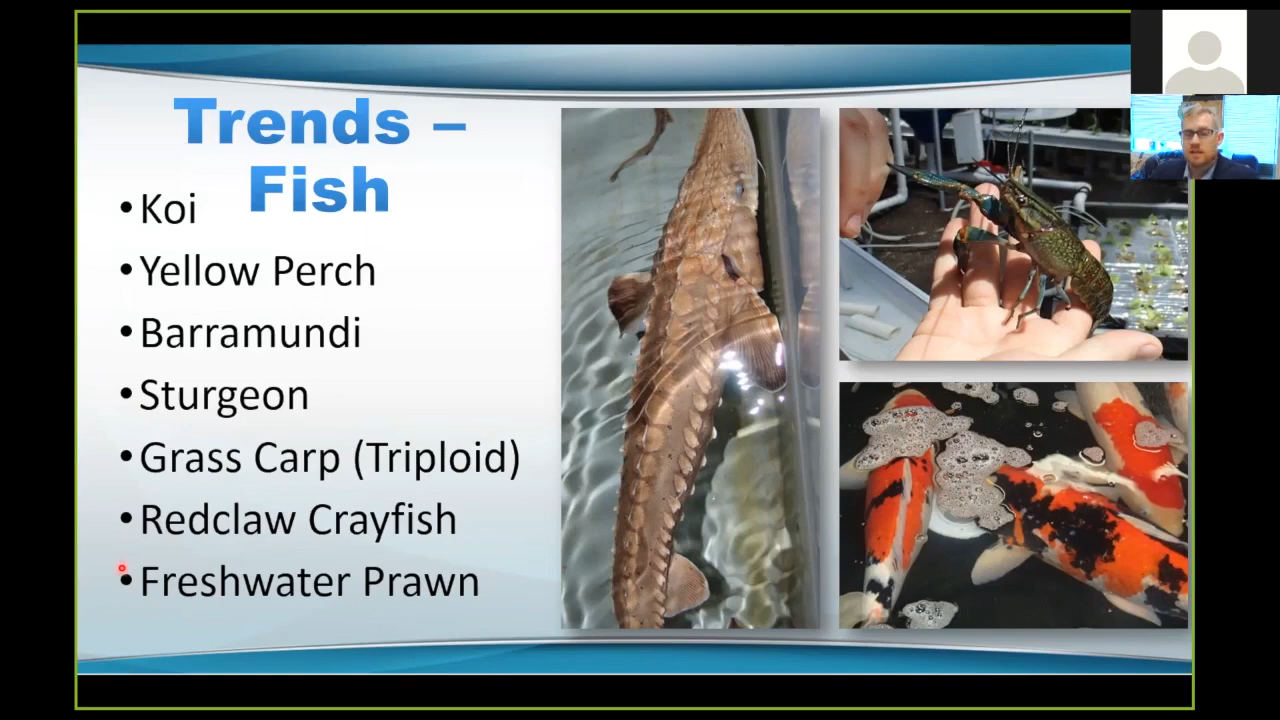 Trends –
Fish
• Koi
• Yellow Perch
• Barramundi
• Sturgeon
• Grass Carp (Triploid)
• Redclaw Crayfish
• Freshwater Prawn